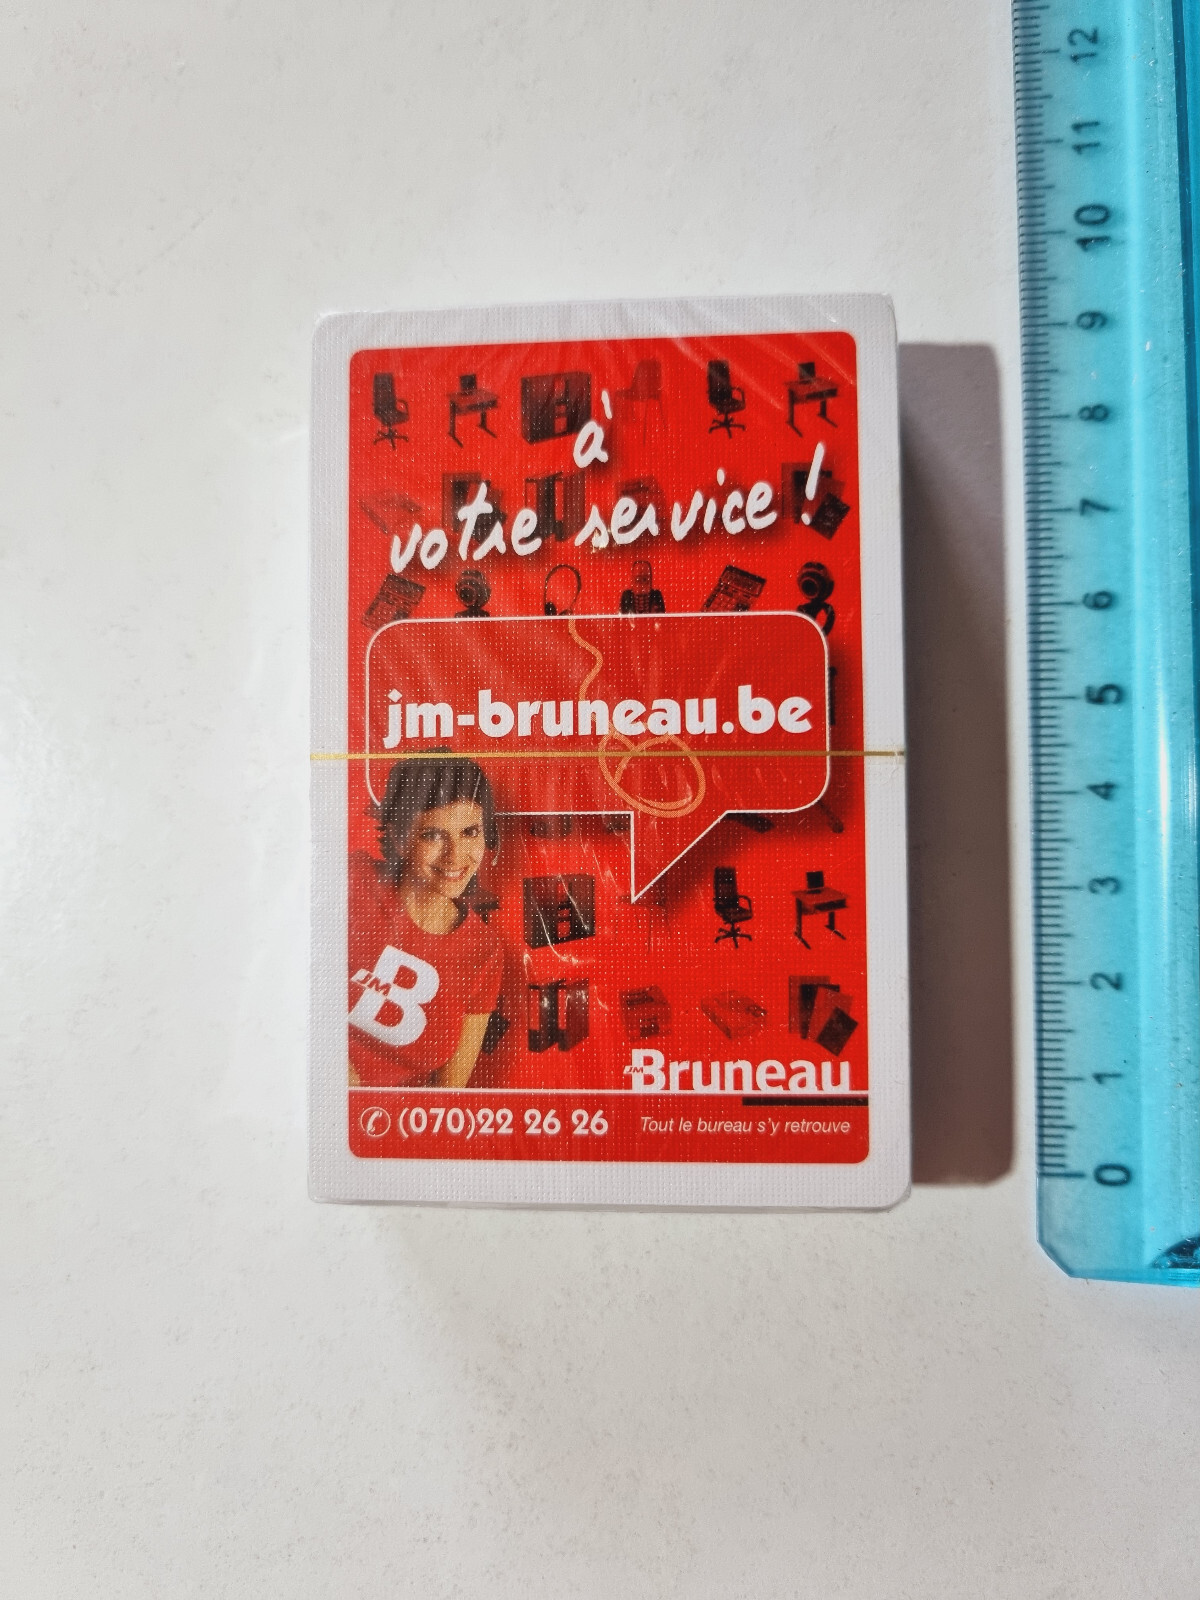 à
votre service !
jm-bruneau.be
JM B
JM Bruneau
(070)22 26 26
Tout le bureau s'y retrouve
12
11
10
9
8
7
6
5
4
3
2
1
0